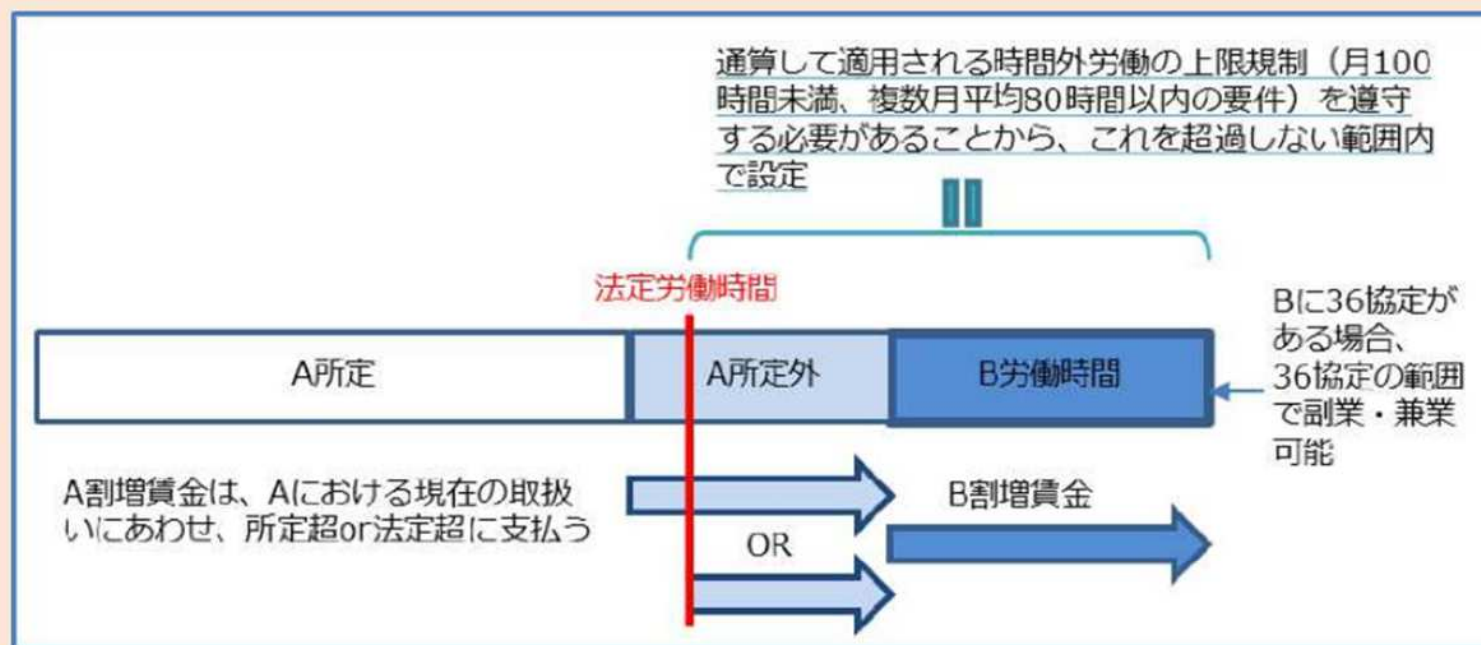 通算して適用される時間外労働の上限規制（月100
時間未満、複数月平均80時間以内の要件）を遵守
する必要があることから、これを超過しない範囲内
で設定
法定労働時間
A所定
A所定外
B労働時間
Bに36協定が
ある場合、
36協定の範囲
で副業・兼業
可能
A割増賃金は、Aにおける現在の取扱
いにあわせ、所定超or法定超に支払う
OR
B割増賃金